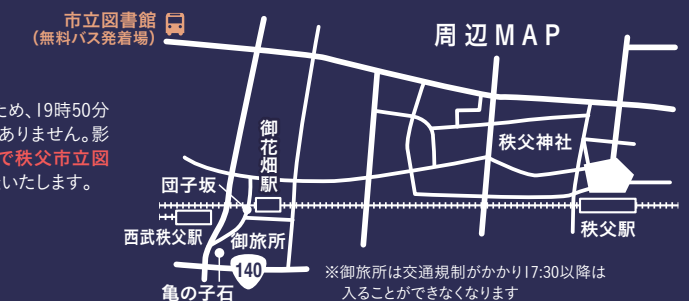 市立図書館
(無料バス発着場)
周辺MAP
ため、19時50分
ありません。影
で秩父市立図
いたします。
御花畑駅
秩父神社
団子坂
西武秩父駅
御旅所
秩父駅
140
亀の子石
※御旅所は交通規制がかかり17:30以降は
入ることができなくなります